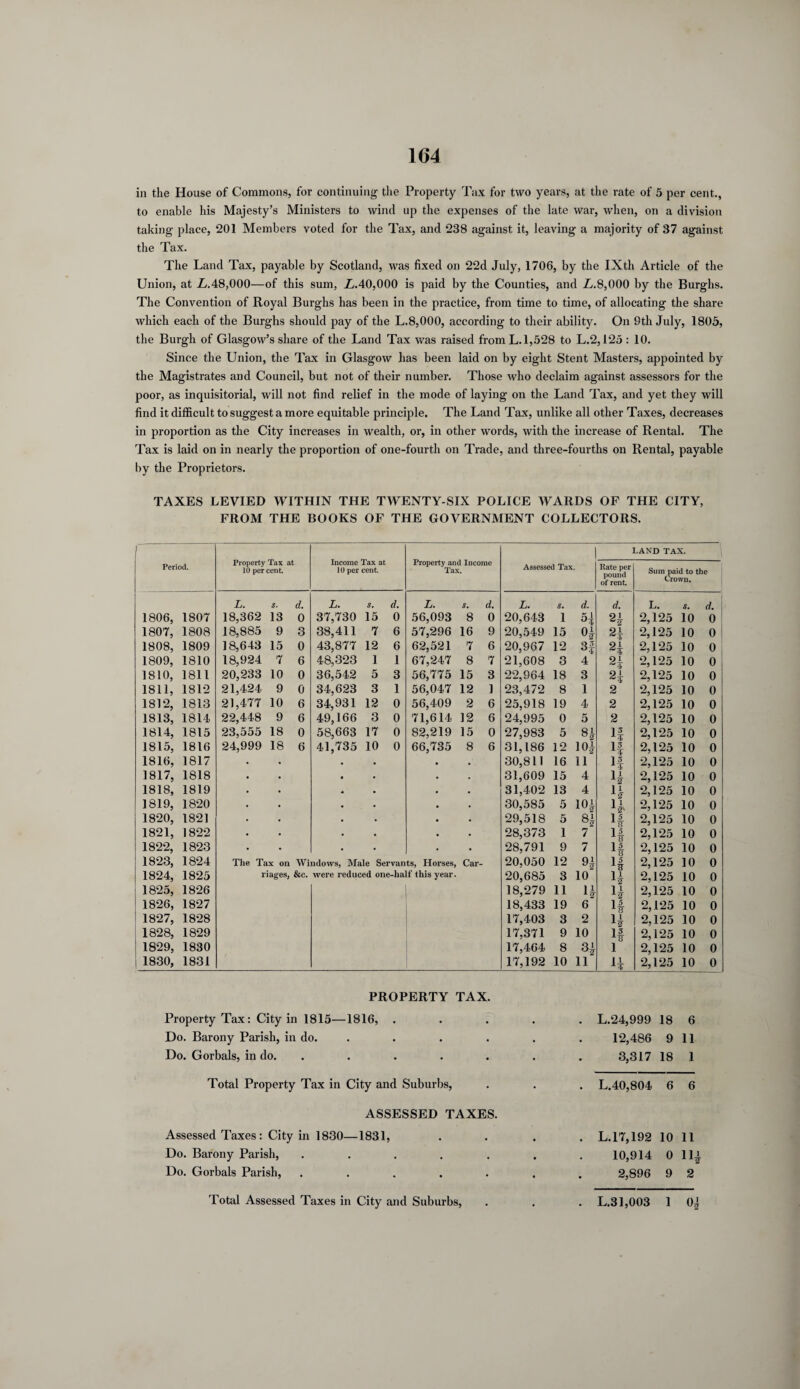 164
in the House of Commons, for continuing the Property Tax for two years, at the rate of 5 per cent.,
to enable his Majesty's Ministers to wind up the expenses of the late war, when, on a division
taking place, 201 Members voted for the Tax, and 238 against it, leaving a majority of 37 against
the Tax.
The Land Tax, payable by Scotland, was fixed on 22d July, 1706, by the IXth Article of the
Union, at L.48,000—of this sum, L.40,000 is paid by the Counties, and L.8,000 by the Burghs.
The Convention of Royal Burghs has been in the practice, from time to time, of allocating the share
which each of the Burghs should pay of the L.8,000, according to their ability. On 9th July, 1805,
the Burgh of Glasgow's share of the Land Tax was raised from L.1,528 to L.2,125 : 10.
Since the Union, the Tax in Glasgow has been laid on by eight Stent Masters, appointed by
the Magistrates and Council, but not of their number. Those who declaim against assessors for the
poor, as inquisitorial, will not find relief in the mode of laying on the Land Tax, and yet they will
find it difficult to suggest a more equitable principle. The Land Tax, unlike all other Taxes, decreases
in proportion as the City increases in wealth, or, in other words, with the increase of Rental. The
Tax is laid on in nearly the proportion of one-fourth on Trade, and three-fourths on Rental, payable
by the Proprietors.
TAXES LEVIED WITHIN THE TWENTY-SIX POLICE WARDS OF THE CITY,
FROM THE BOOKS OF THE GOVERNMENT COLLECTORS.
Period. Property Tax at 10 per cent. Income Tax at 10 per cent. Property and Income Tax. Assessed Tax. LAND TAX.
Rate per pound of rent. Sum paid to the Crown.
L. s. d. L. s. d. L. s. d. L. s. d. d. L. s. d.
1806, 1807 18,362 13 0 37,730 15 0 56,093 8 0 20,643 1 5¼ 2½ 2,125 10 0
1807, 1808 18,885 9 3 38,411 7 6 57,296 16 9 20,549 15 0½ 2¼ 2,125 10 0
1808, 1809 18,643 15 0 43,877 12 6 62,521 7 6 20,967 12 3¾ 2¼ 2,125 10 0
1809, 1810 18,924 7 6 48,323 1 1 67,247 8 7 21,608 3 4 2¼ 2,125 10 0
1810, 1811 20,233 10 0 36,542 5 3 56,775 15 3 22,964 18 3 2¼ 2,125 10 0
1811, 1812 21,424 9 0 34,623 3 1 56,047 12 1 23,472 8 1 2 2,125 10 0
1812, 1813 21,477 10 6 34,931 12 0 56,409 2 6 25,918 19 4 2 2,125 10 0
1813, 1814 22,448 9 6 49,166 3 0 71,614 12 6 24,995 0 5 2 2,125 10 0
1814, 1815 23,555 18 0 58,663 17 0 82,219 15 0 27,983 5 8½ 1¾ 2,125 10 0
1815, 1816 24,999 18 6 41,735 10 0 66,735 8 6 31,186 12 10½ 1¾ 2,125 10 0
1816, 1817 . . . . . . 30,811 16 11 1¾ 2,125 10 0
1817, 1818 . . . . . . 31,609 15 4 1½ 2,125 10 0
1818, 1819 . . . . . . 31,402 13 4 1½ 2,125 10 0
1819, 1820 . . . . . . 30,585 5 10½ 1½ 2,125 10 0
1820, 1821 . . . . . . 29,518 5 8½ 1⅝ 2,125 10 0
1821, 1822 . . . . . . 28,373 1 7 1⅝ 2,125 10 0
1822, 1823 . . . . . . 28,791 9 7 1⅝ 2,125 10 0
1823, 1824 The Tax on Windows, Male Servants, Horses, Car- 20,050 12 9½ 1⅝ 2,125 10 0
1824, 1825 riages, &c. were reduced one-half this year. 20,685 3 10 1½ 2,125 10 0
1825, 1826 18,279 11 1½ 1½ 2,125 10 0
1826, 1827 18,433 19 6 1⅝ 2,125 10 0
1827, 1828 17,403 3 2 1½ 2,125 10 0
1828, 1829 17,371 9 10 1⅜ 2,125 10 0
1829, 1830 17,464 8 3½ 1 2,125 10 0
1830, 1831 17,192 10 11 1¼ 2,125 10 0
PROPERTY TAX.
Property Tax: City in 1815—1816, . . . . . L.24,999 18 6
Do. Barony Parish, in do. . . . . . . 12,486 9 11
Do. Gorbals, in do. . . . . . . . 3,317 18 1
Total Property Tax in City and Suburbs, . . . L.40,804 6 6
ASSESSED TAXES.
Assessed Taxes: City in 1830—1831, . . . . L.17,192 10 11
Do. Barony Parish, . . . . . . . 10,914 0 11½
Do. Gorbals Parish, . . . . . . . 2,896 9 2
Total Assessed Taxes in City and Suburbs, . . . L.31,003 1 0½